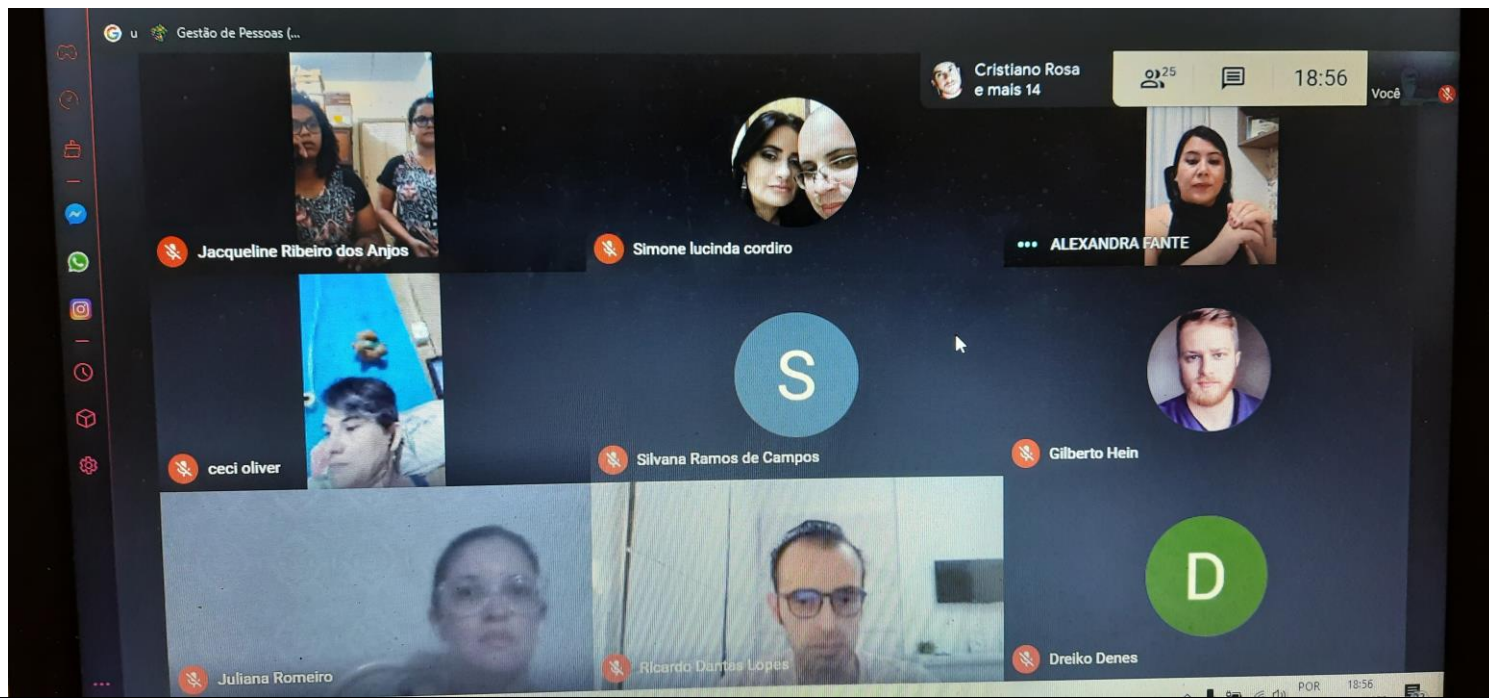 u
Gestão de Pessoas (...
Cristiano Rosa
e mais 14
25
18:56
Você
Jacqueline Ribeiro dos Anjos
Simone lucinda cordiro
ALEXANDRA FANTE
ceci oliver
S
Silvana Ramos de Campos
Gilberto Hein
Juliana Romeiro
Ricardo Dantas Lopes
D
Dreiko Denes
POR
18:56